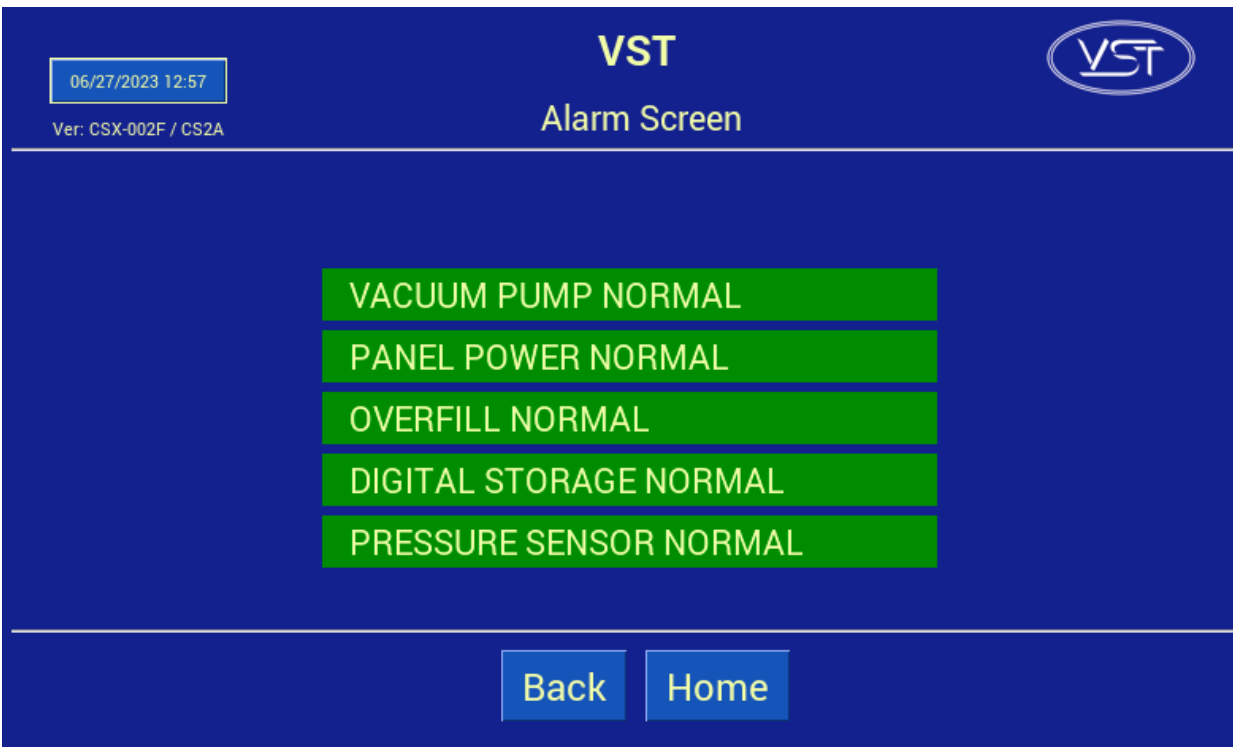 VST
VST
06/27/2023 12:57
Alarm Screen
Ver: CSX-002F / CS2A
VACUUM PUMP NORMAL
PANEL POWER NORMAL
OVERFILL NORMAL
DIGITAL STORAGE NORMAL
PRESSURE SENSOR NORMAL
Back
Home